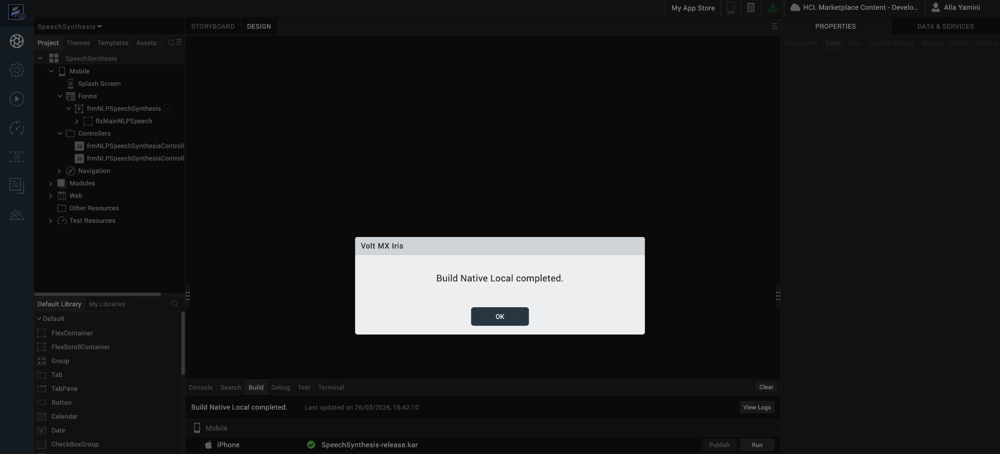 My App Store
HCL Marketplace Content - Develo...
Alla Yamini
SpeechSynthesis
STORYBOARD
DESIGN
PROPERTIES
DATA & SERVICES
Project
Themes
Templates
Assets
Component
Look
Skin
Custom Widget
Widget
Action
Review
SpeechSynthesis
Mobile
Splash Screen
Forms
frmNLPSpeechSynthesis
flxMainNLPSpeech
Controllers
Js frmNLPSpeechSynthesisControll
Js frmNLPSpeechSynthesisControll
Navigation
Modules
Web
Other Resources
Test Resources
Volt MX Iris
Build Native Local completed.
OK
Default Library
My Libraries
Default
FlexContainer
FlexScrollContainer
Group
Tab
TabPane
Button
Calendar
02 Date
CheckBoxGroup
Console
Search
Build
Debug
Test
Terminal
Clear
Build Native Local completed.
Last updated on 26/03/2026, 16:42:10
View Logs
Mobile
iPhone
SpeechSynthesis-release.kar
Publish
Run